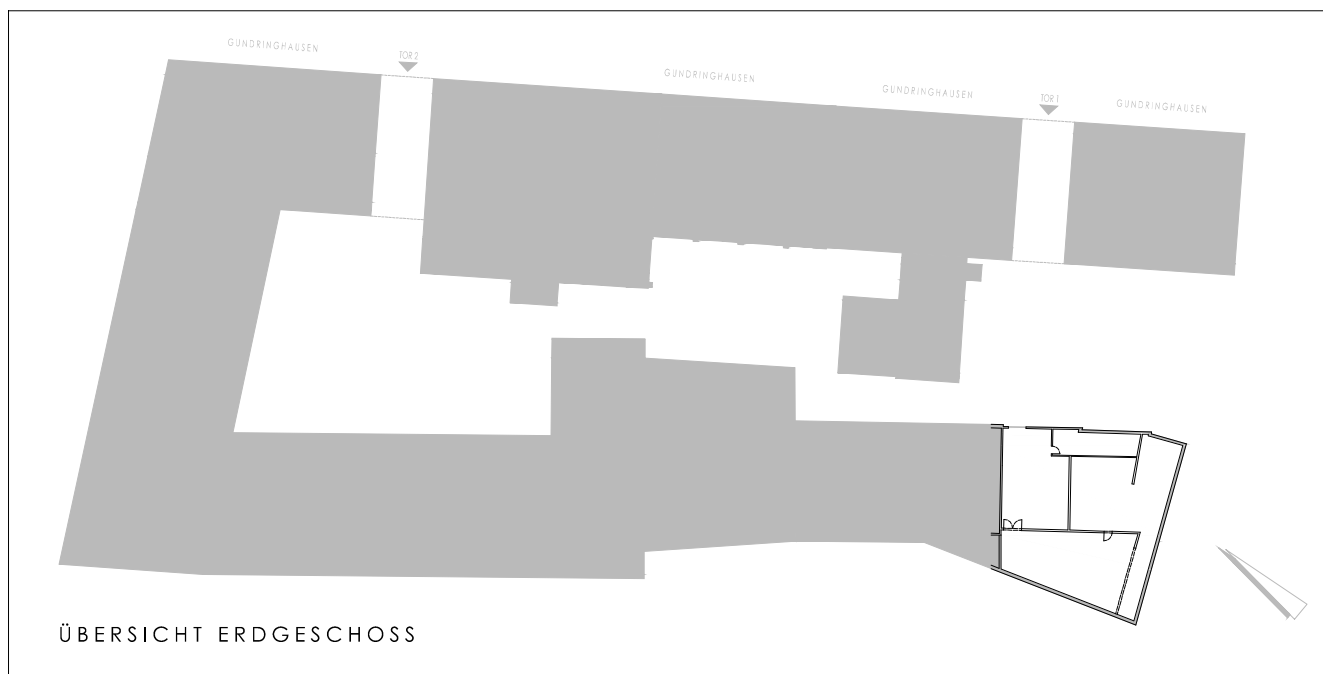 GUNDRINGHAUSEN
TOR 2
GUNDRINGHAUSEN
GUNDRINGHAUSEN
TOR 1
GUNDRINGHAUSEN
ÜBERSICHT ERDGESCHOSS